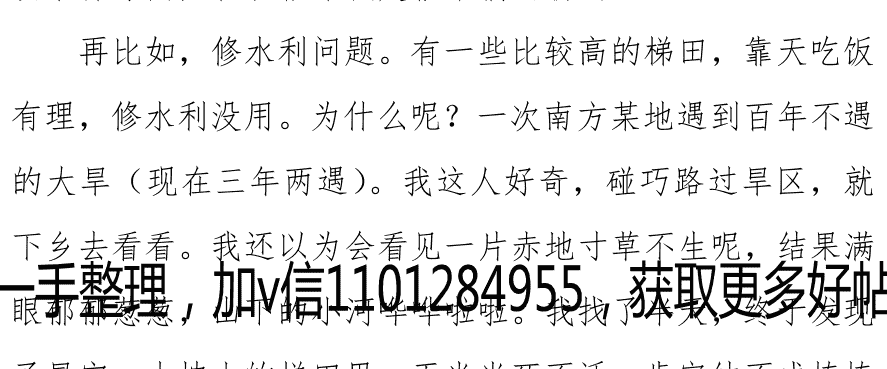 再比如，修水利问题。有一些比较高的梯田，靠天吃饭
有理，修水利没用。为什么呢？一次南方某地遇到百年不遇
的大旱（现在三年两遇）。我这人好奇，碰巧路过旱区，就
下乡去看看。我还以为会看见一片赤地寸草不生呢，结果满
一手整理，加v信1101284955，获取更多好帖
眼郁郁葱葱，山下的小河哗哗啦啦。我找了半天，终于发现